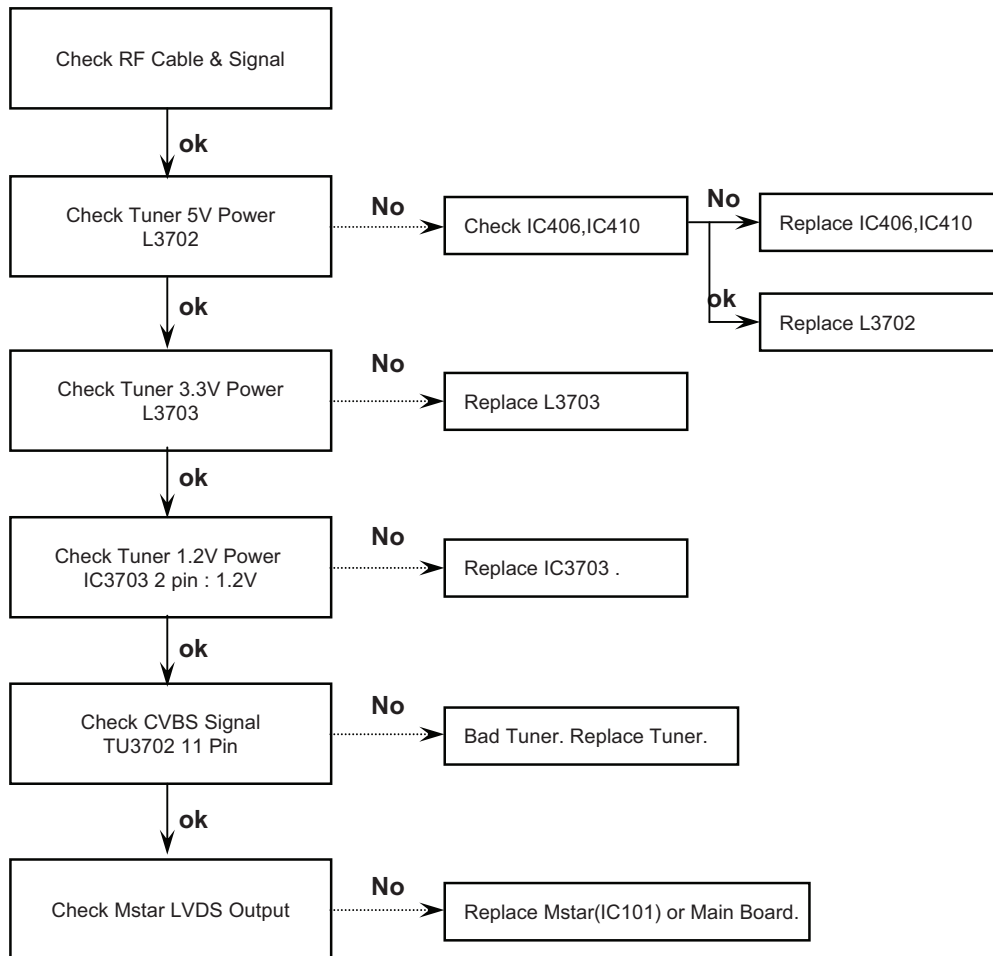 Check RF Cable & Signal
ok
Check Tuner 5V Power
L3702
No
Check IC406,IC410
No
Replace IC406,IC410
ok
Replace L3702
ok
Check Tuner 3.3V Power
L3703
No
Replace L3703
ok
Check Tuner 1.2V Power
IC3703 2 pin : 1.2V
No
Replace IC3703 .
ok
Check CVBS Signal
TU3702 11 Pin
No
Bad Tuner. Replace Tuner.
ok
Check Mstar LVDS Output
No
Replace Mstar(IC101) or Main Board.